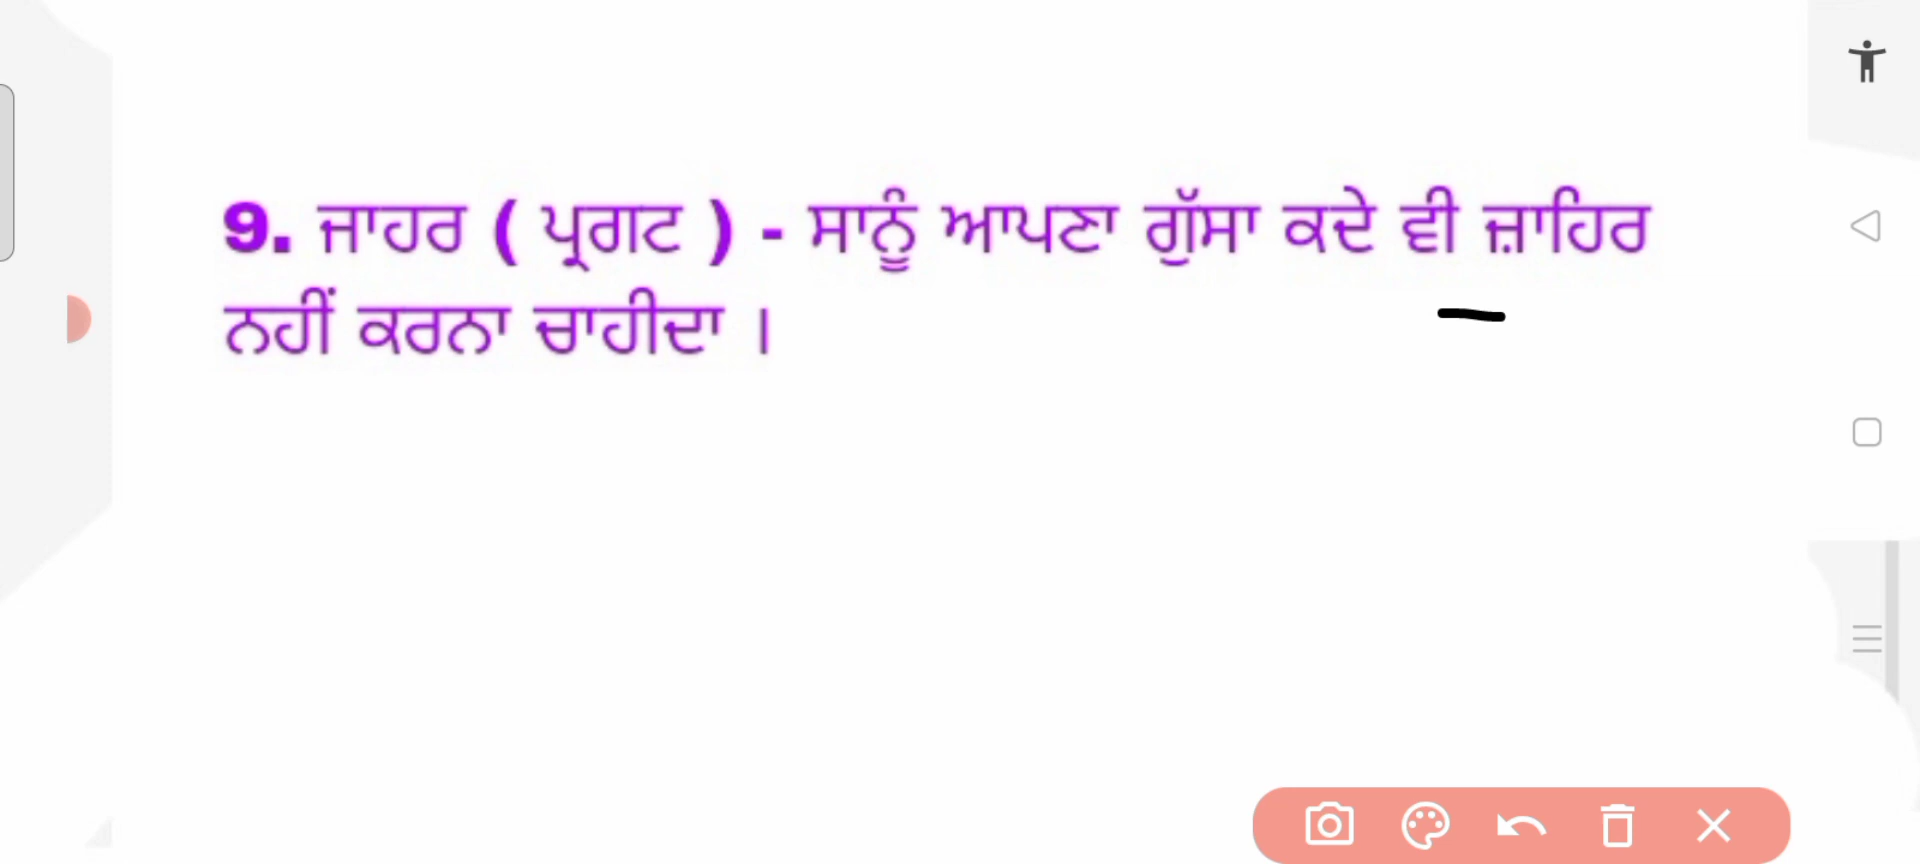 9. ਜਾਹਰ ( ਪ੍ਰਗਟ ) - ਸਾਨੂੰ ਆਪਣਾ ਗੁੱਸਾ ਕਦੇ ਵੀ ਜ਼ਾਹਿਰ
ਨਹੀਂ ਕਰਨਾ ਚਾਹੀਦਾ ।